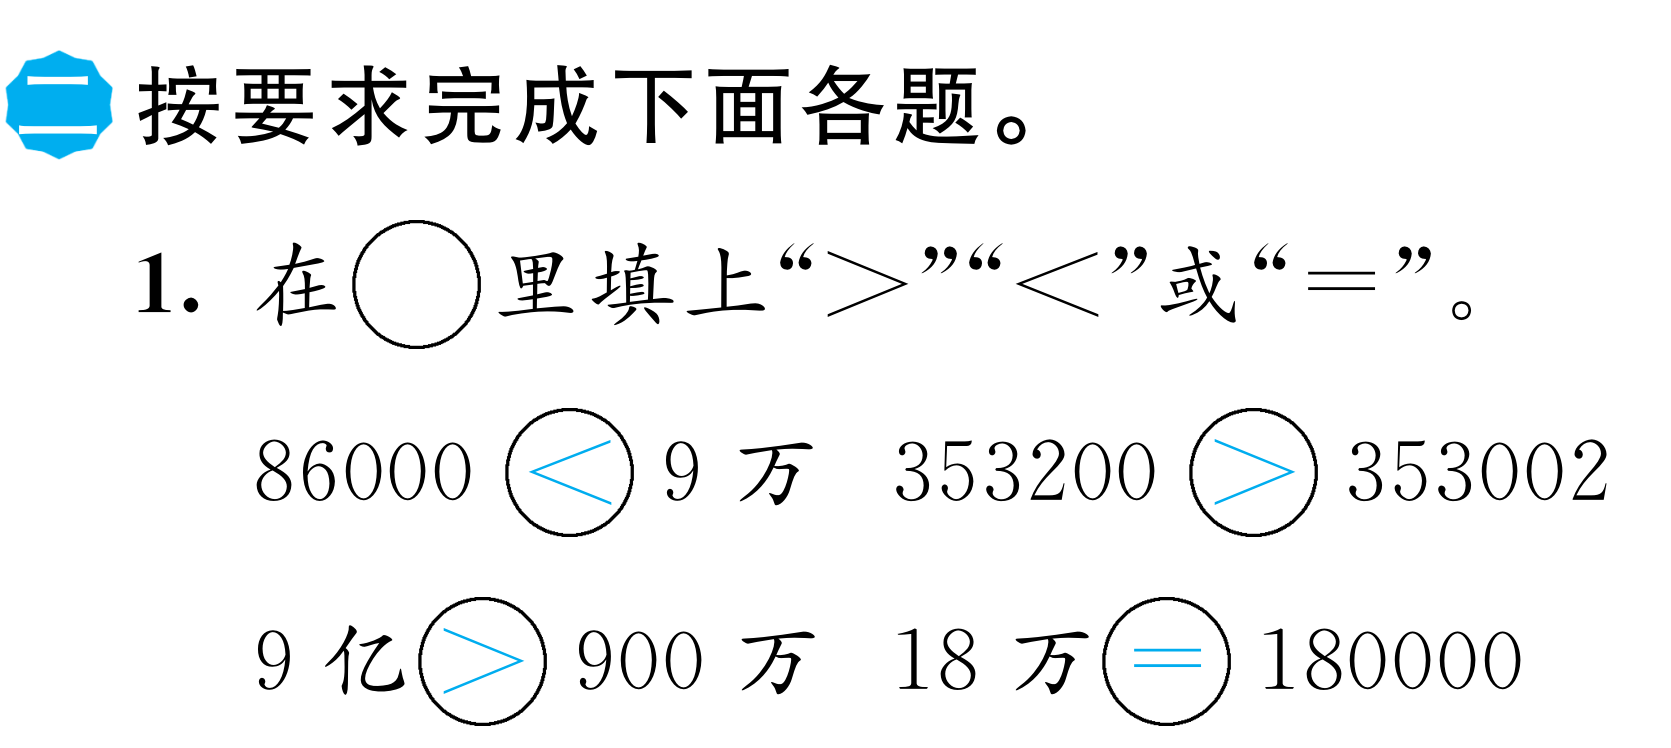 二 按要求完成下面各题。
1. 在○里填上“>”“<”或“=”。
86000 < 9 万 353200 > 353002
9 亿 > 900 万 18 万 = 180000